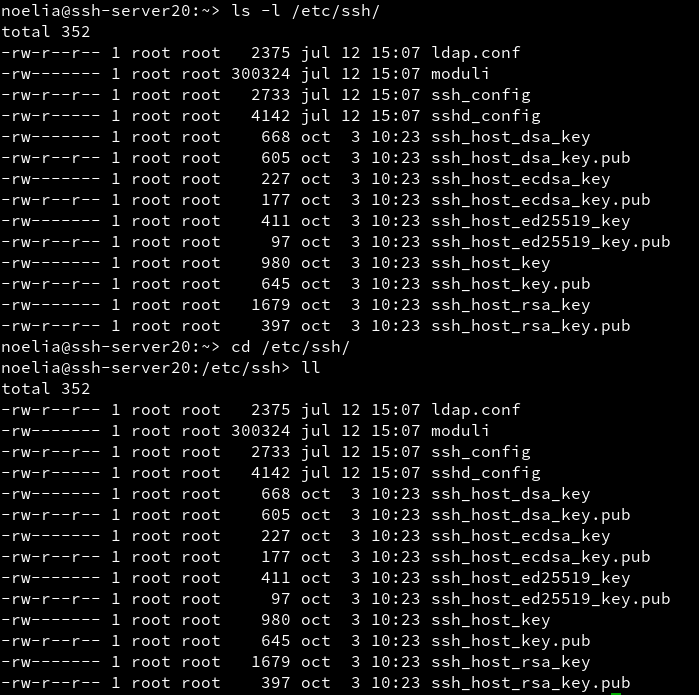 noelia@ssh-server20:~> ls -l /etc/ssh/
total 352
-rw-r--r-- 1 root root   2375 jul 12 15:07 ldap.conf
-rw------- 1 root root 300324 jul 12 15:07 moduli
-rw-r--r-- 1 root root   2733 jul 12 15:07 ssh_config
-rw-r----- 1 root root   4142 jul 12 15:07 sshd_config
-rw------- 1 root root    668 oct  3 10:23 ssh_host_dsa_key
-rw-r--r-- 1 root root    605 oct  3 10:23 ssh_host_dsa_key.pub
-rw------- 1 root root    227 oct  3 10:23 ssh_host_ecdsa_key
-rw-r--r-- 1 root root    177 oct  3 10:23 ssh_host_ecdsa_key.pub
-rw------- 1 root root    411 oct  3 10:23 ssh_host_ed25519_key
-rw-r--r-- 1 root root     97 oct  3 10:23 ssh_host_ed25519_key.pub
-rw------- 1 root root    980 oct  3 10:23 ssh_host_key
-rw-r--r-- 1 root root    645 oct  3 10:23 ssh_host_key.pub
-rw------- 1 root root   1679 oct  3 10:23 ssh_host_rsa_key
-rw-r--r-- 1 root root    397 oct  3 10:23 ssh_host_rsa_key.pub
noelia@ssh-server20:~> cd /etc/ssh/
noelia@ssh-server20:/etc/ssh> ll
total 352
-rw-r--r-- 1 root root   2375 jul 12 15:07 ldap.conf
-rw------- 1 root root 300324 jul 12 15:07 moduli
-rw-r--r-- 1 root root   2733 jul 12 15:07 ssh_config
-rw-r----- 1 root root   4142 jul 12 15:07 sshd_config
-rw------- 1 root root    668 oct  3 10:23 ssh_host_dsa_key
-rw-r--r-- 1 root root    605 oct  3 10:23 ssh_host_dsa_key.pub
-rw------- 1 root root    227 oct  3 10:23 ssh_host_ecdsa_key
-rw-r--r-- 1 root root    177 oct  3 10:23 ssh_host_ecdsa_key.pub
-rw------- 1 root root    411 oct  3 10:23 ssh_host_ed25519_key
-rw-r--r-- 1 root root     97 oct  3 10:23 ssh_host_ed25519_key.pub
-rw------- 1 root root    980 oct  3 10:23 ssh_host_key
-rw-r--r-- 1 root root    645 oct  3 10:23 ssh_host_key.pub
-rw------- 1 root root   1679 oct  3 10:23 ssh_host_rsa_key
-rw-r--r-- 1 root root    397 oct  3 10:23 ssh_host_rsa_key.pub